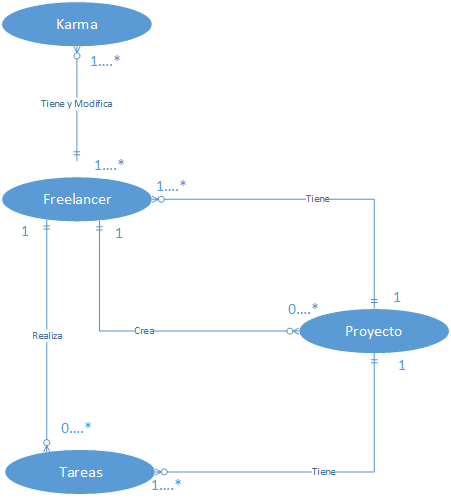 Karma
1....*
Tiene y Modifica
1....*
Freelancer
1....*
Tiene
1
1
1
0....*
Proyecto
Crea
Realiza
1
0....*
Tareas
Tiene
1....*